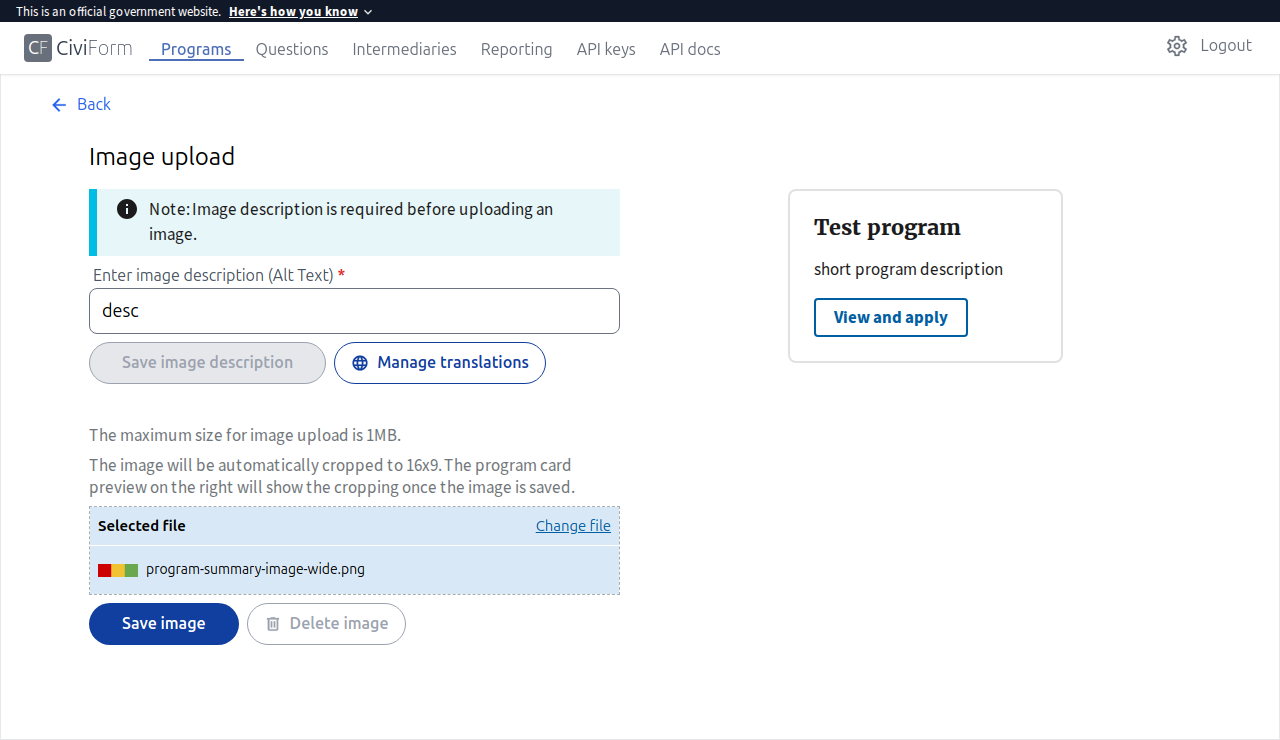 This is an official government website. Here's how you know
CF CiviForm Programs Questions Intermediaries Reporting API keys API docs Logout
Back
Image upload
Note: Image description is required before uploading an
image.
Enter image description (Alt Text) *
desc
Save image description Manage translations
The maximum size for image upload is 1MB.
The image will be automatically cropped to 16x9. The program card
preview on the right will show the cropping once the image is saved.
Selected file Change file
program-summary-image-wide.png
Save image Delete image
Test program
short program description
View and apply